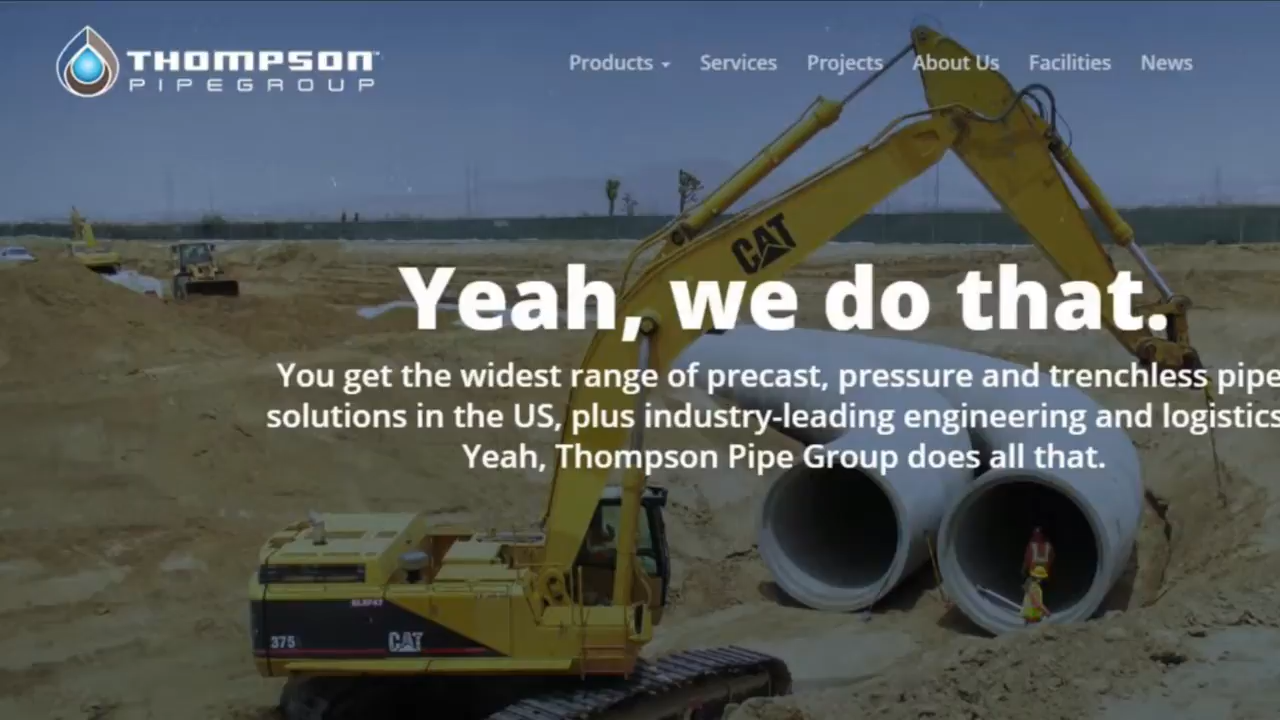 THOMPSON
PIPE GROUP
Products Services Projects About Us Facilities News
CAT
Yeah, we do that.
You get the widest range of precast, pressure and trenchless pipe
solutions in the US, plus industry-leading engineering and logistics
Yeah, Thompson Pipe Group does all that.
375
CAT